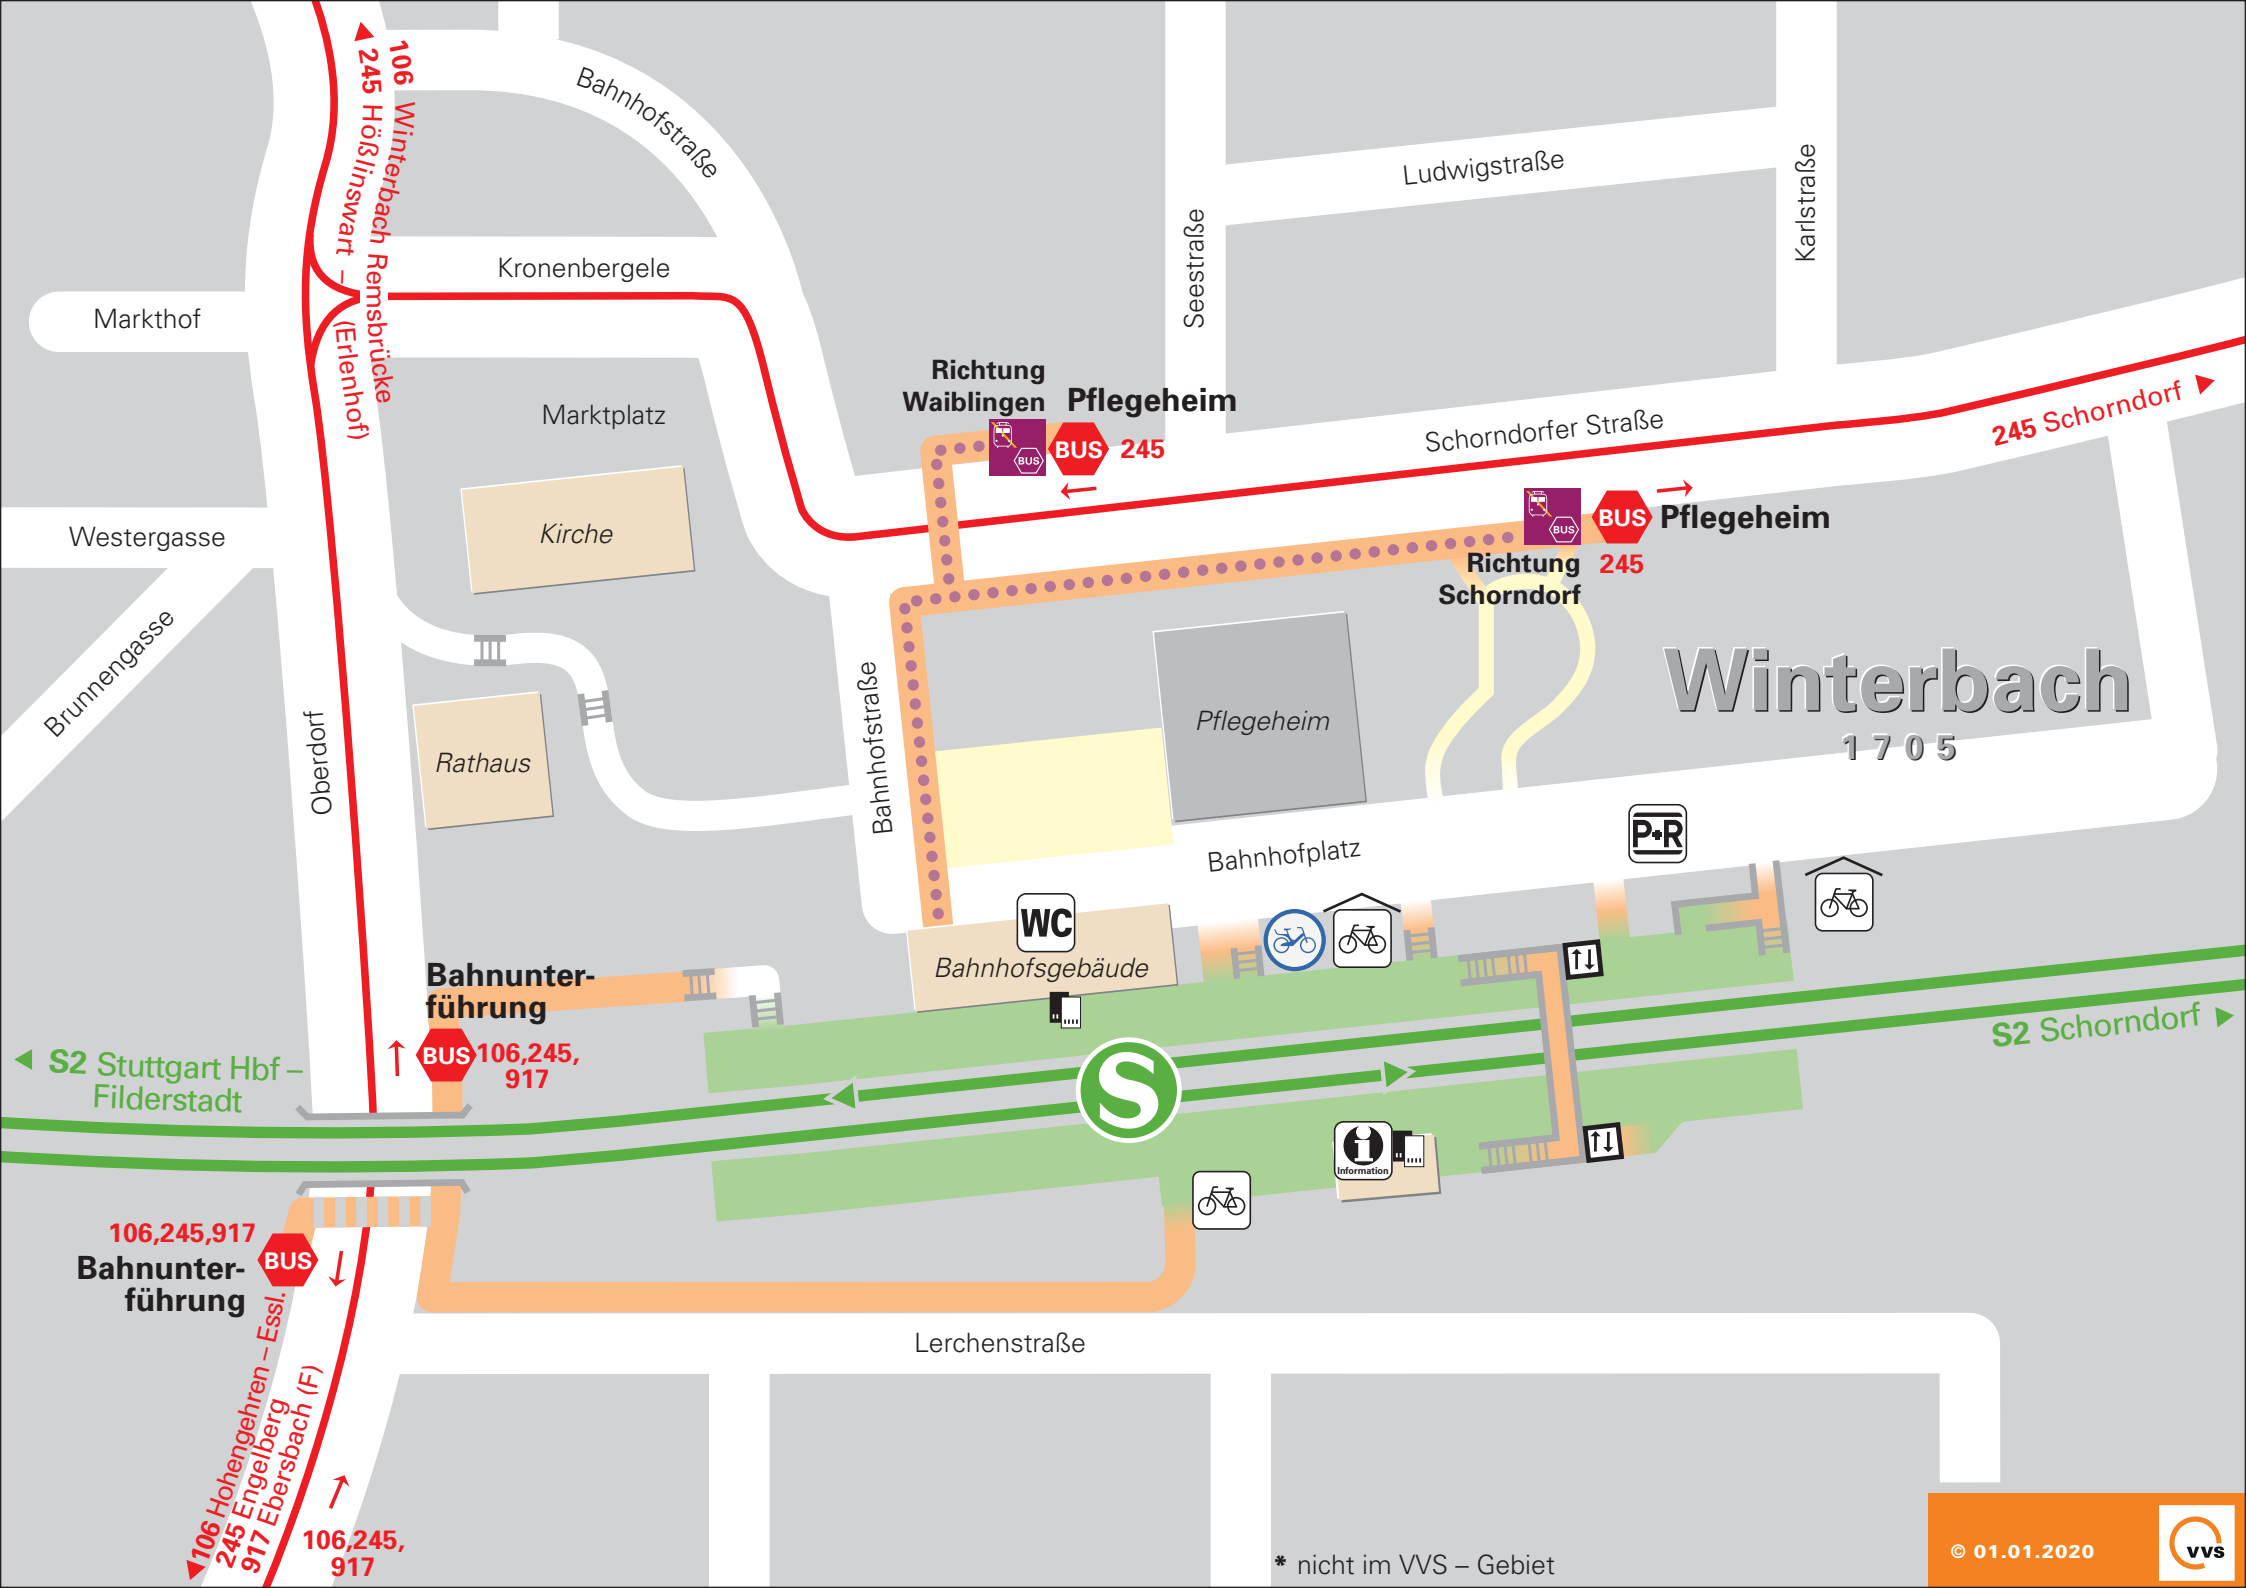 106 Winterbach Remsbrücke
245 Hößlinswart – (Erlenhof)
Bahnhofstraße
Ludwigstraße
Karlstraße
Seestraße
Kronenbergele
Markthof
Marktplatz
Richtung
Waiblingen
Pflegeheim
BUS
BUS
245
Schorndorfer Straße
245 Schorndorf
Kirche
Westergasse
BUS
BUS
Pflegeheim
Richtung
Schorndorf
245
Brunnengasse
Oberdorf
Rathaus
Bahnhofstraße
Pflegeheim
Winterbach
1705
Bahnhofplatz
P+R
WC
Bahnhofsgebäude
Bahnunter-
führung
BUS
106,245,
917
S2 Stuttgart Hbf –
Filderstadt
S
S2 Schorndorf
i
Information
106,245,917
BUS
Bahnunter-
führung
Lerchenstraße
106 Hohengehren – Essl.
245 Engelberg
917 Ebersbach (F)
106,245,
917
* nicht im VVS – Gebiet
© 01.01.2020
VVS